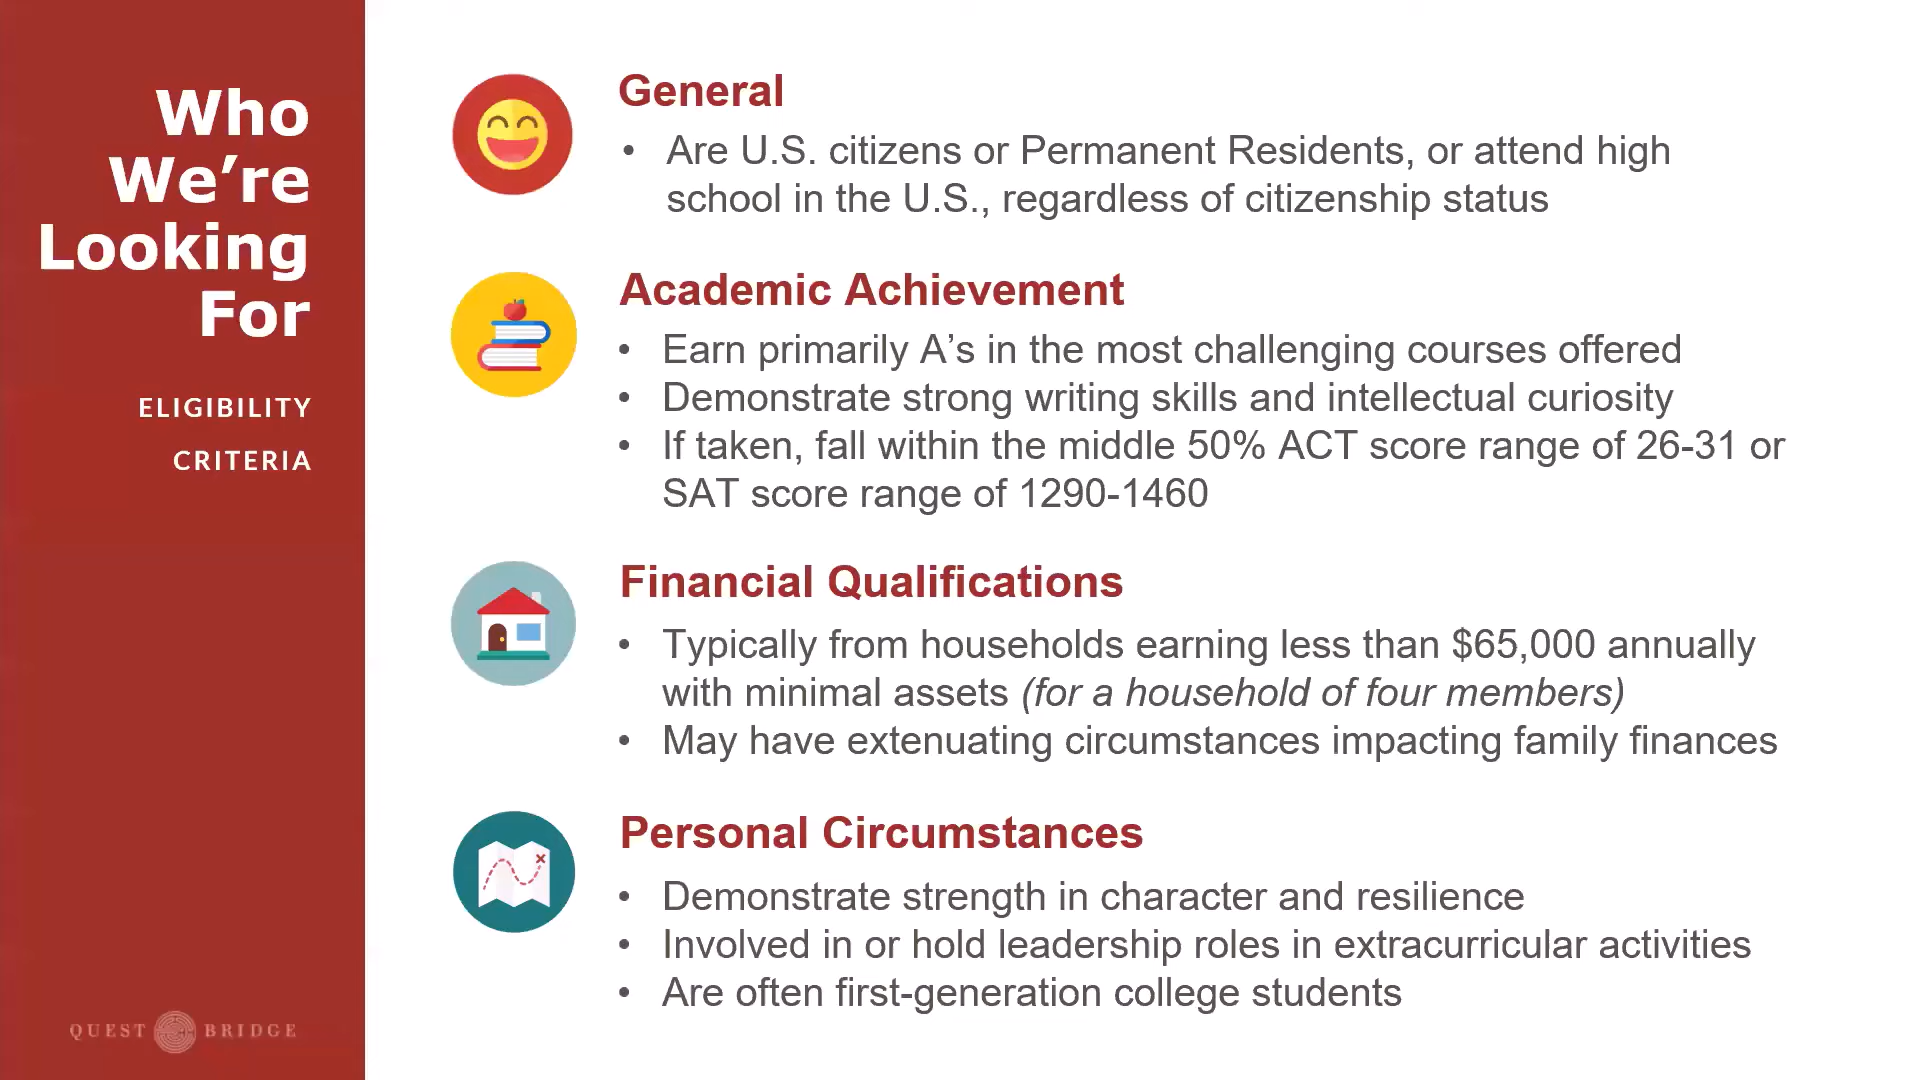 Who
We’re
Looking
For
ELIGIBILITY
CRITERIA
QUEST BRIDGE
General
• Are U.S. citizens or Permanent Residents, or attend high
school in the U.S., regardless of citizenship status
Academic Achievement
• Earn primarily A’s in the most challenging courses offered
• Demonstrate strong writing skills and intellectual curiosity
• If taken, fall within the middle 50% ACT score range of 26-31 or
SAT score range of 1290-1460
Financial Qualifications
• Typically from households earning less than $65,000 annually
with minimal assets (for a household of four members)
• May have extenuating circumstances impacting family finances
Personal Circumstances
• Demonstrate strength in character and resilience
• Involved in or hold leadership roles in extracurricular activities
• Are often first-generation college students